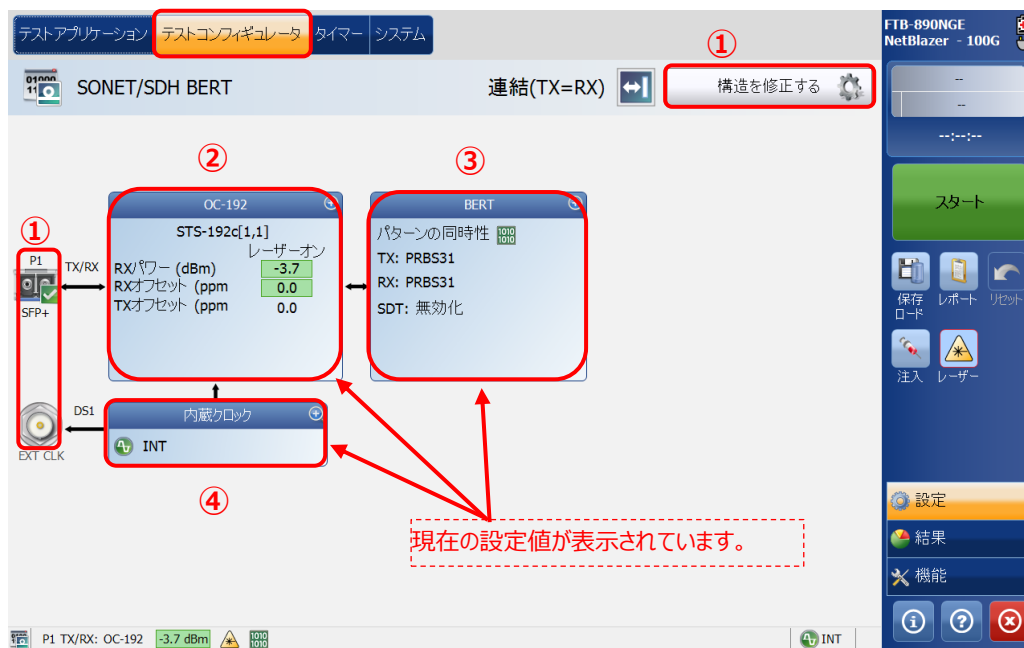 テストアプリケーション テストコンフィギュレータ タイマー システム
FTB-890NGE
NetBlazer - 100G
①
SONET/SDH BERT 連結(TX=RX) 構造を修正する
--
--
--:--:--
② ③
①
OC-192 BERT
STS-192c[1,1]
レーザーオン
RXパワー (dBm) -3.7
RXオフセット (ppm 0.0
TXオフセット (ppm 0.0
パターンの同時性
TX: PRBS31
RX: PRBS31
SDT: 無効化
P1
TX/RX
SFP+
スタート
保存
ロード
レポート
リセット
注入
レーザー
DS1
内蔵クロック
INT
EXT CLK
④
現在の設定値が表示されています。
設定
結果
機能
P1 TX/RX: OC-192 -3.7 dBm INT